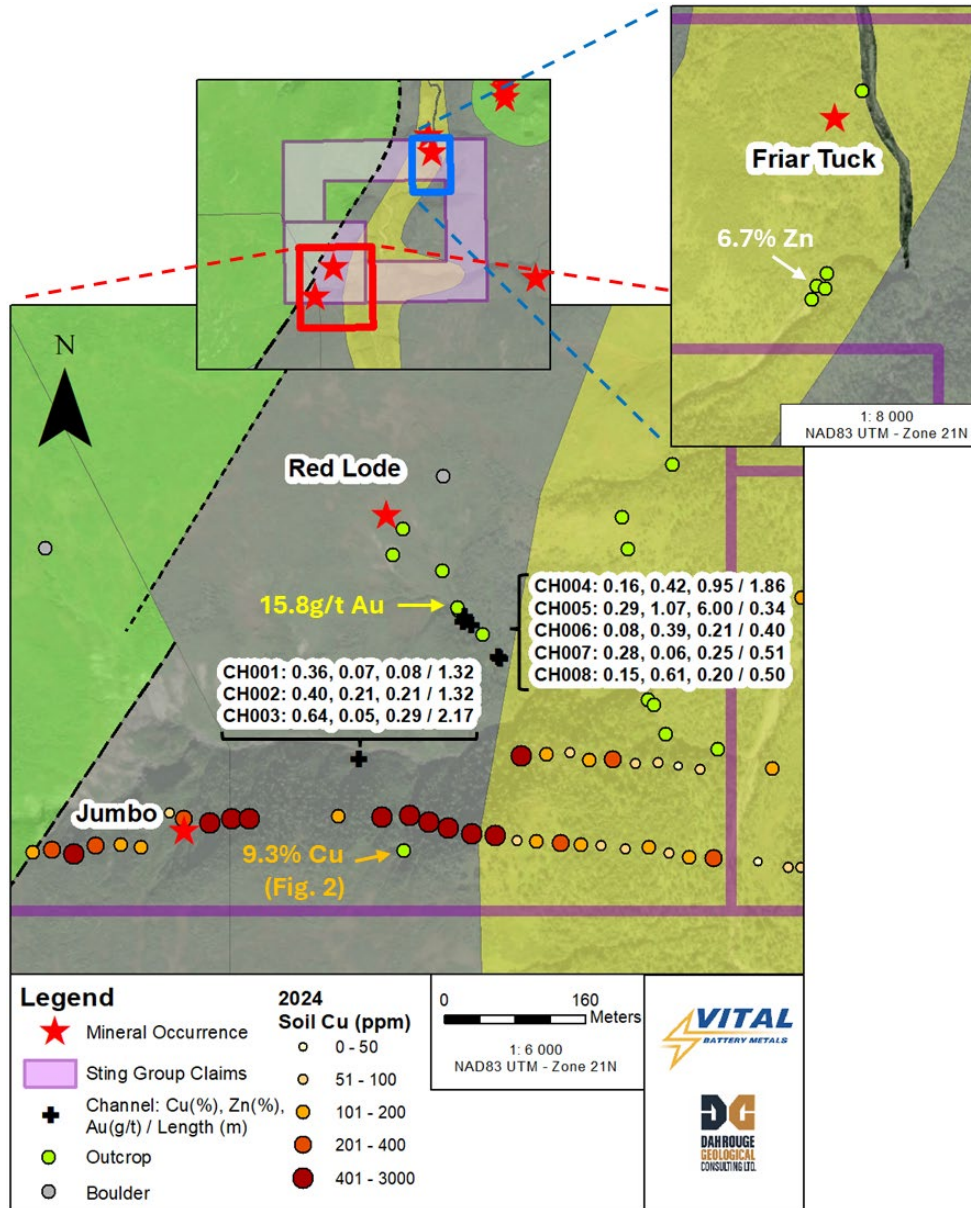 Friar Tuck
6.7% Zn
1: 8 000
NAD83 UTM - Zone 21N
N
Red Lode
15.8g/t Au
CH004: 0.16, 0.42, 0.95 / 1.86
CH005: 0.29, 1.07, 6.00 / 0.34
CH006: 0.08, 0.39, 0.21 / 0.40
CH007: 0.28, 0.06, 0.25 / 0.51
CH008: 0.15, 0.61, 0.20 / 0.50
CH001: 0.36, 0.07, 0.08 / 1.32
CH002: 0.40, 0.21, 0.21 / 1.32
CH003: 0.64, 0.05, 0.29 / 2.17
Jumbo
9.3% Cu
(Fig. 2)
Legend
Mineral Occurrence
Sting Group Claims
Channel: Cu(%), Zn(%),
Au(g/t) / Length (m)
Outcrop
Boulder
2024
Soil Cu (ppm)
0 - 50
51 - 100
101 - 200
201 - 400
401 - 3000
0 160
Meters
1: 6 000
NAD83 UTM - Zone 21N
VITAL
BATTERY METALS
DAHROUGE
GEOLOGICAL
CONSULTING LTD.